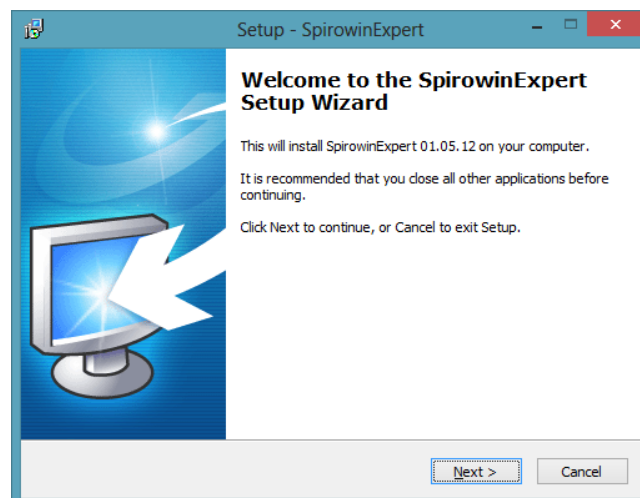 Setup - SpirowinExpert
Welcome to the SpirowinExpert
Setup Wizard
This will install SpirowinExpert 01.05.12 on your computer.
It is recommended that you close all other applications before
continuing.
Click Next to continue, or Cancel to exit Setup.
Next >
Cancel